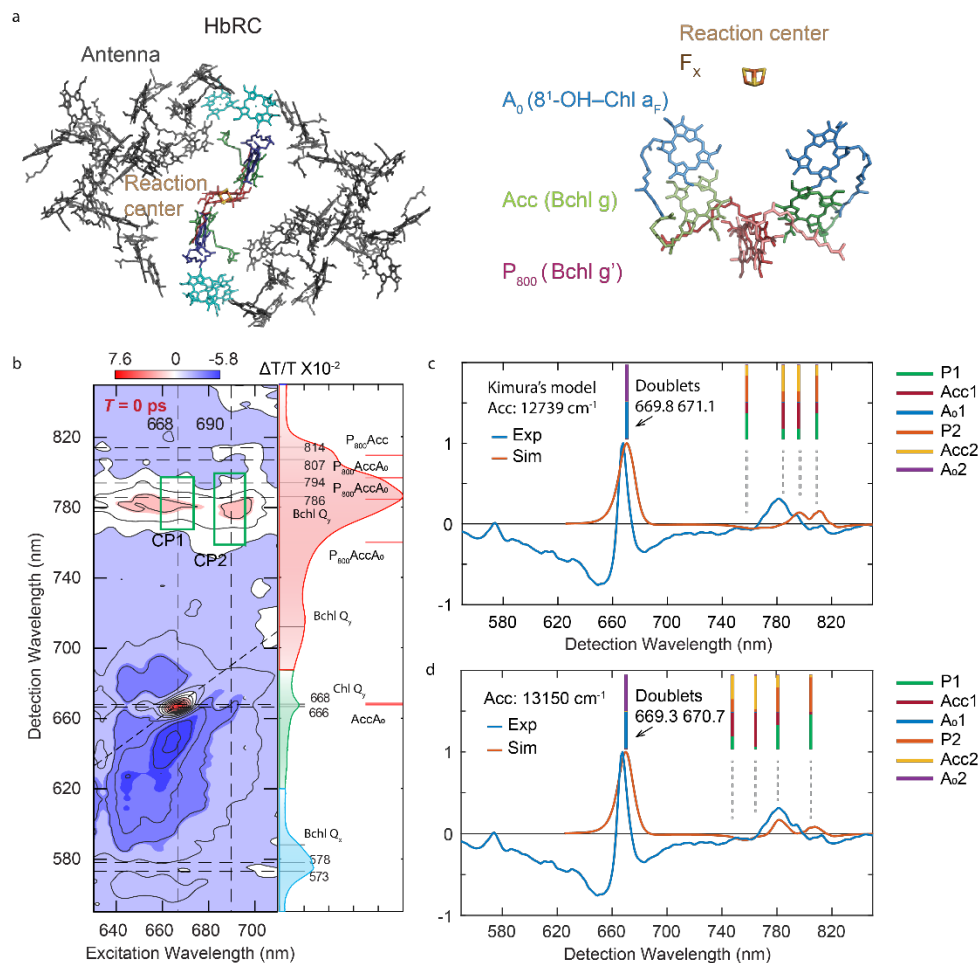 a
HbRC
Antenna
Reaction
center
Reaction center
Fx
A₀ (8¹-OH–Chl aF)
Acc (Bchl g)
P₈₀₀ (Bchl g')
b
7.6 0 -5.8
ΔT/T X10⁻²
T = 0 ps
668 690
820
780
740
700
660
620
580
CP1
CP2
640 660 680 700
Excitation Wavelength (nm)
Detection Wavelength (nm)
814
807
794
786
Bchl Qy
P₈₀₀Acc
P₈₀₀AccA₀
P₈₀₀AccA₀
P₈₀₀AccA₀
Bchl Qy
Chl Qy
668
666
AccA₀
Bchl Qx
578
573
c
Kimura's model
Acc: 12739 cm⁻¹
Exp
Sim
Doublets
669.8 671.1
1
0
-1
580 620 660 700 740 780 820
Detection Wavelength (nm)
P1
Acc1
A₀1
P2
Acc2
A₀2
d
Acc: 13150 cm⁻¹
Exp
Sim
Doublets
669.3 670.7
1
0
-1
580 620 660 700 740 780 820
Detection Wavelength (nm)
P1
Acc1
A₀1
P2
Acc2
A₀2